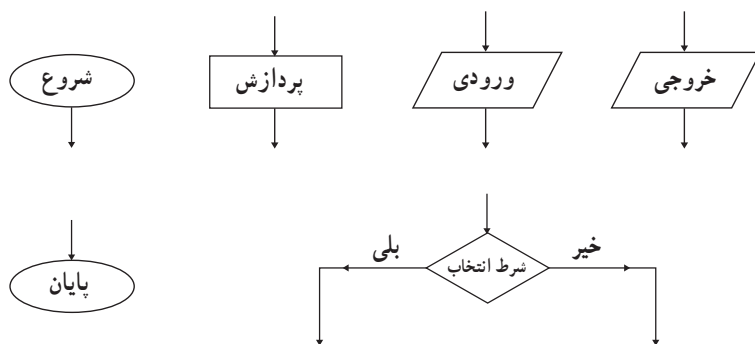 خروجی
ورودی
پردازش
شروع
خیر
بلی
شرط انتخاب
پایان